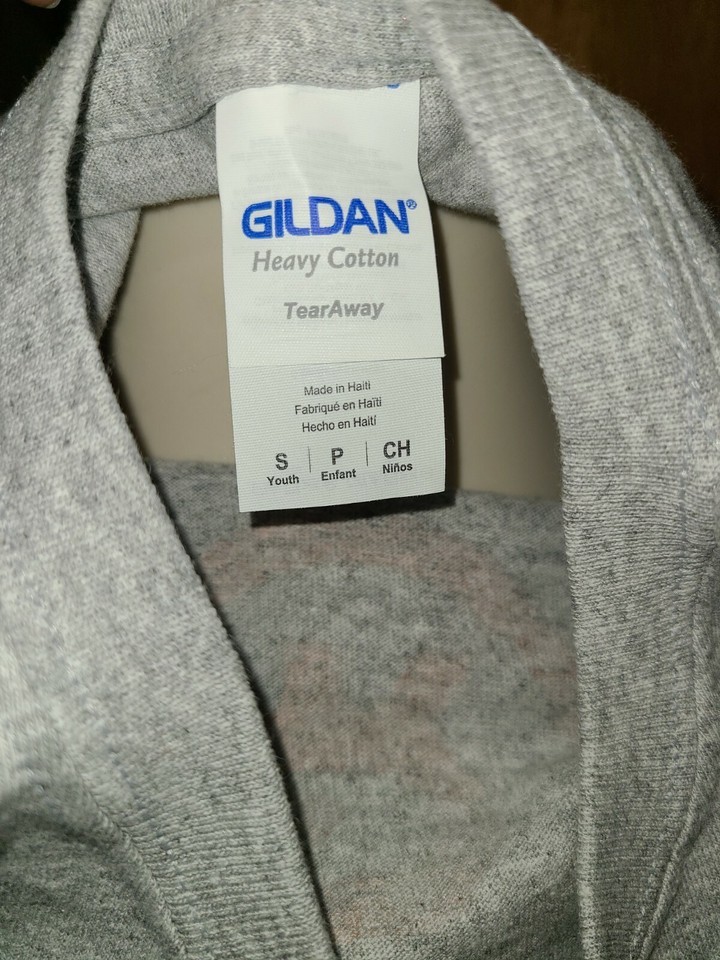 GILDAN®
Heavy Cotton
TearAway
Made in Haiti
Fabriqué en Haïti
Hecho en Haití
S | P | CH
Youth Enfant Niños